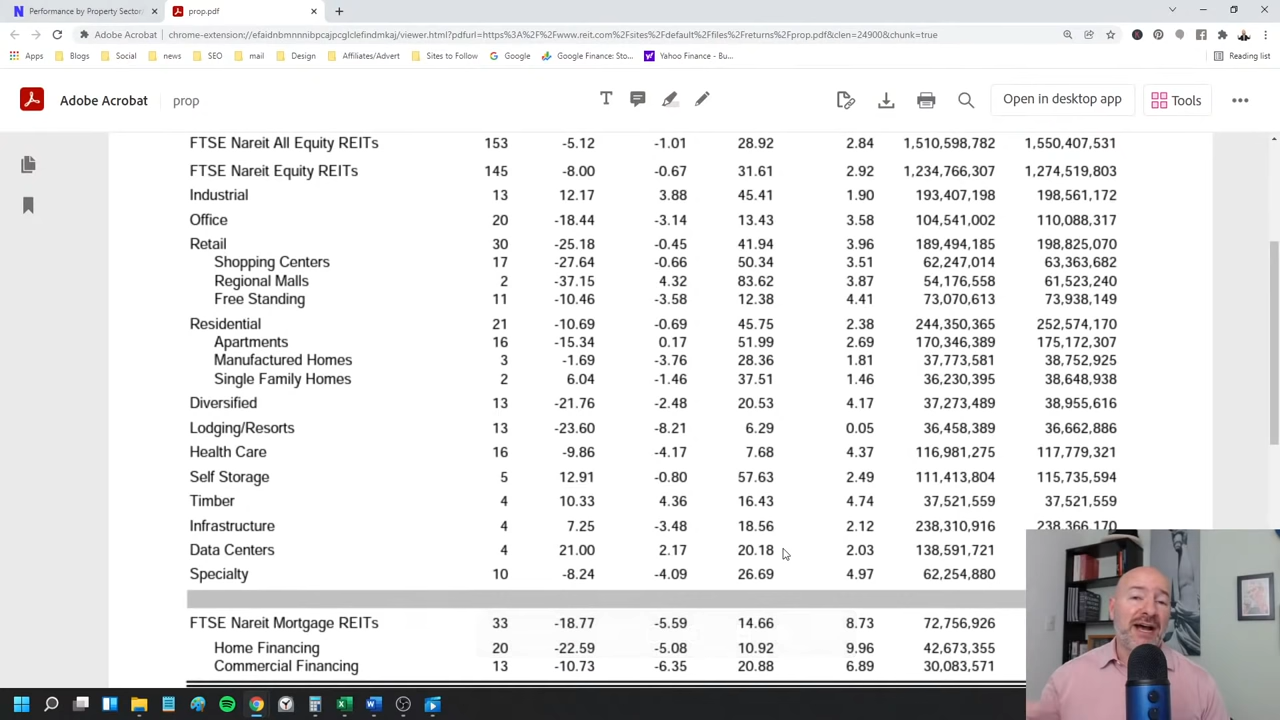 Performance by Property Sector
prop.pdf
Adobe Acrobat | chrome-extension://efaidnbmnnnibpcajpcglclefindmkaj/viewer.html?pdfurl=https%3A%2F%2Fwww.reit.com%2Fsites%2Fdefault%2Ffiles%2Freturns%2Fprop.pdf&clen=24900&chunk=true
Apps Blogs Social news SEO mail Design Affiliates/Advert Sites to Follow Google Google Finance: Sto... Yahoo Finance - Bu... Reading list
Adobe Acrobat prop Open in desktop app Tools
FTSE Nareit All Equity REITs 153 -5.12 -1.01 28.92 2.84 1,510,598,782 1,550,407,531
FTSE Nareit Equity REITs 145 -8.00 -0.67 31.61 2.92 1,234,766,307 1,274,519,803
Industrial 13 12.17 3.88 45.41 1.90 193,407,198 198,561,172
Office 20 -18.44 -3.14 13.43 3.58 104,541,002 110,088,317
Retail 30 -25.18 -0.45 41.94 3.96 189,494,185 198,825,070
Shopping Centers 17 -27.64 -0.66 50.34 3.51 62,247,014 63,363,682
Regional Malls 2 -37.15 4.32 83.62 3.87 54,176,558 61,523,240
Free Standing 11 -10.46 -3.58 12.38 4.41 73,070,613 73,938,149
Residential 21 -10.69 -0.69 45.75 2.38 244,350,365 252,574,170
Apartments 16 -15.34 0.17 51.99 2.69 170,346,389 175,172,307
Manufactured Homes 3 -1.69 -3.76 28.36 1.81 37,773,581 38,752,925
Single Family Homes 2 6.04 -1.46 37.51 1.46 36,230,395 38,648,938
Diversified 13 -21.76 -2.48 20.53 4.17 37,273,489 38,955,616
Lodging/Resorts 13 -23.60 -8.21 6.29 0.05 36,458,389 36,662,886
Health Care 16 -9.86 -4.17 7.68 4.37 116,981,275 117,779,321
Self Storage 5 12.91 -0.80 57.63 2.49 111,413,804 115,735,594
Timber 4 10.33 4.36 16.43 4.74 37,521,559 37,521,559
Infrastructure 4 7.25 -3.48 18.56 2.12 238,310,916 238,366,170
Data Centers 4 21.00 2.17 20.18 2.03 138,591,721
Specialty 10 -8.24 -4.09 26.69 4.97 62,254,880
FTSE Nareit Mortgage REITs 33 -18.77 -5.59 14.66 8.73 72,756,926
Home Financing 20 -22.59 -5.08 10.92 9.96 42,673,355
Commercial Financing 13 -10.73 -6.35 20.88 6.89 30,083,571